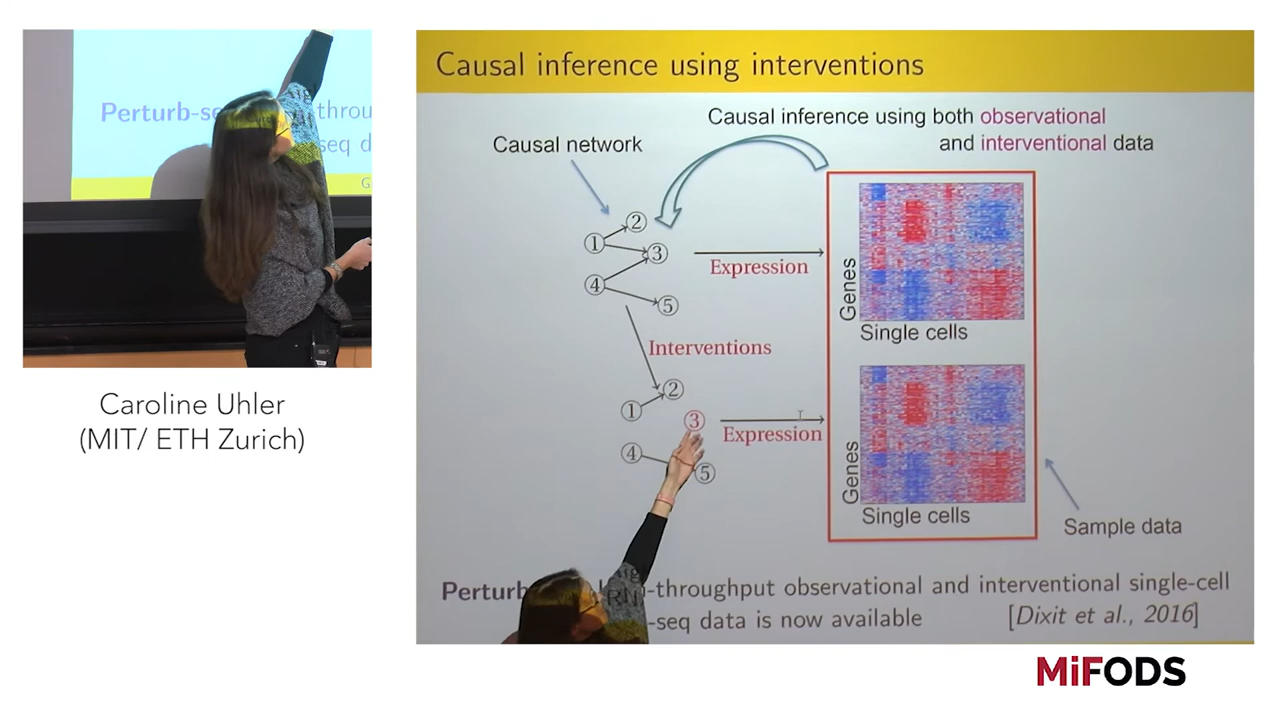 Perturb-se
throu
seq d
G
Caroline Uhler
(MIT/ ETH Zurich)
Causal inference using interventions
Causal inference using both observational
and interventional data
Causal network
2
1
3
4
5
Expression
Genes
Single cells
Interventions
2
1
3
4
5
Expression
Genes
Single cells
Sample data
Perturb
-throughput observational and interventional single-cell
RN
-seq data is now available
[Dixit et al., 2016]
MiFODS